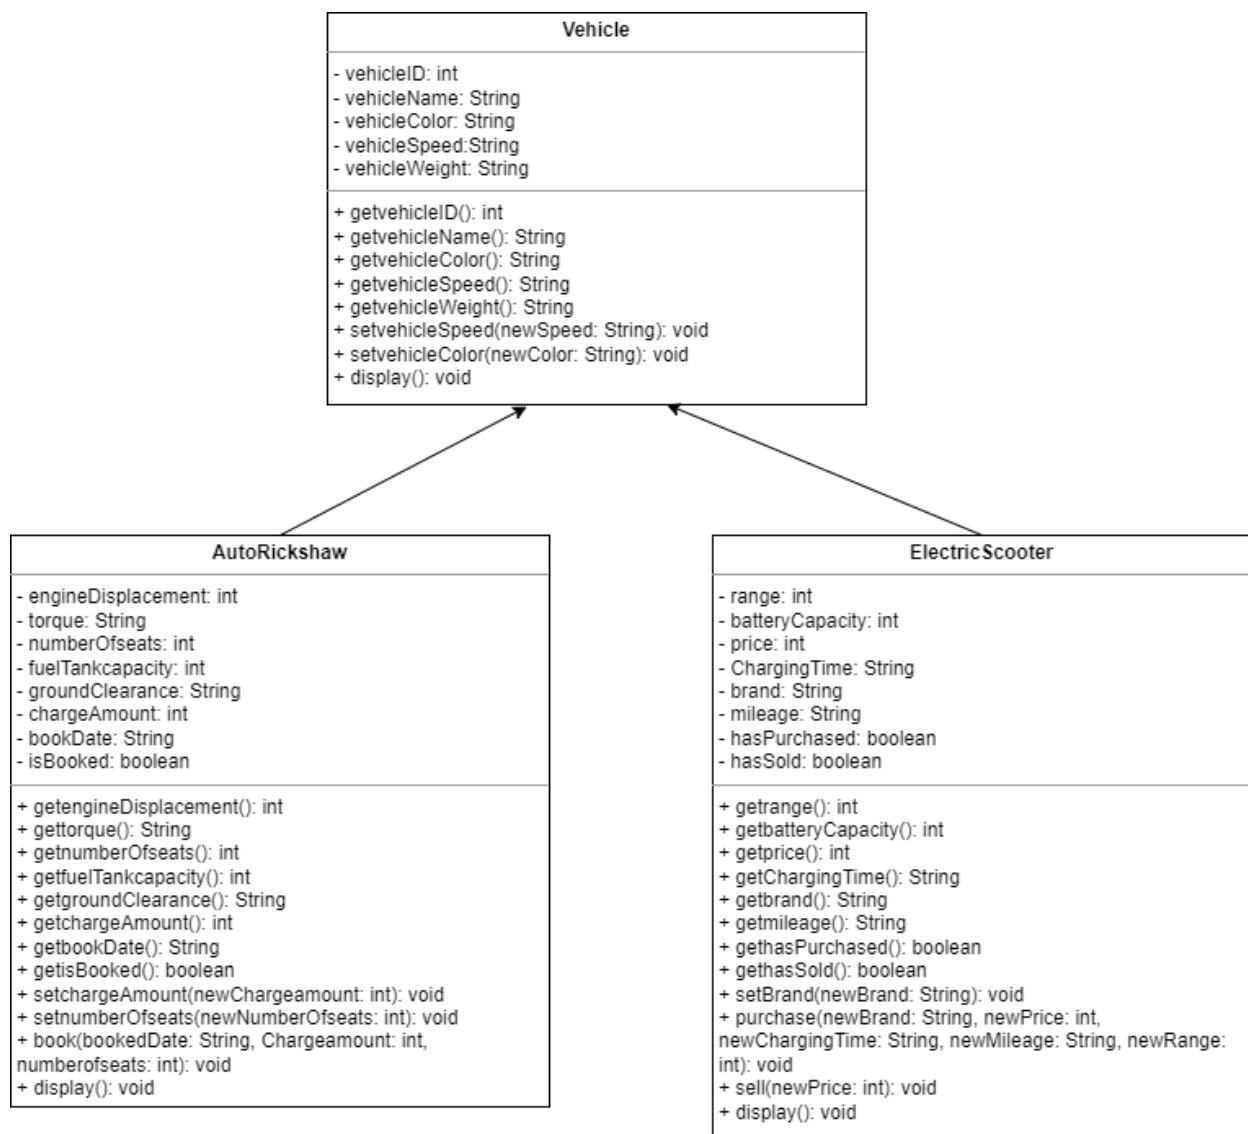 Vehicle
- vehicleID: int
- vehicleName: String
- vehicleColor: String
- vehicleSpeed:String
- vehicleWeight: String
+ getvehicleID(): int
+ getvehicleName(): String
+ getvehicleColor(): String
+ getvehicleSpeed(): String
+ getvehicleWeight(): String
+ setvehicleSpeed(newSpeed: String): void
+ setvehicleColor(newColor: String): void
+ display(): void
AutoRickshaw
- engineDisplacement: int
- torque: String
- numberOfseats: int
- fuelTankcapacity: int
- groundClearance: String
- chargeAmount: int
- bookDate: String
- isBooked: boolean
+ getengineDisplacement(): int
+ gettorque(): String
+ getnumberOfseats(): int
+ getfuelTankcapacity(): int
+ getgroundClearance(): String
+ getchargeAmount(): int
+ getbookDate(): String
+ getisBooked(): boolean
+ setchargeAmount(newChargeamount: int): void
+ setnumberOfseats(newNumberOfseats: int): void
+ book(bookedDate: String, Chargeamount: int,
numberofseats: int): void
+ display(): void
ElectricScooter
- range: int
- batteryCapacity: int
- price: int
- ChargingTime: String
- brand: String
- mileage: String
- hasPurchased: boolean
- hasSold: boolean
+ getrange(): int
+ getbatteryCapacity(): int
+ getprice(): int
+ getChargingTime(): String
+ getbrand(): String
+ getmileage(): String
+ gethasPurchased(): boolean
+ gethasSold(): boolean
+ setBrand(newBrand: String): void
+ purchase(newBrand: String, newPrice: int,
newChargingTime: String, newMileage: String, newRange:
int): void
+ sell(newPrice: int): void
+ display(): void